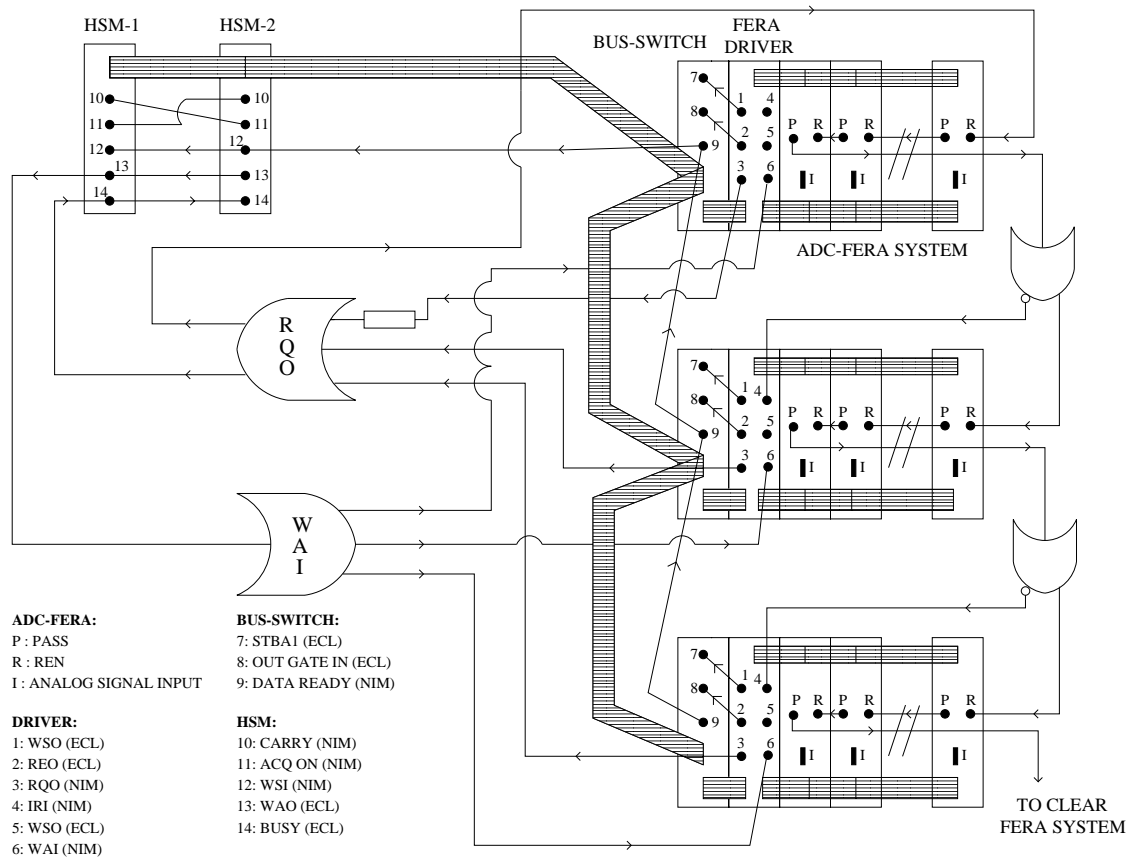 HSM-1
HSM-2
BUS-SWITCH
FERA
DRIVER
10
11
12
13
14
10
11
12
13
14
7
8
9
1
2
3
4
5
6
P R P R P R
I I I
ADC-FERA SYSTEM
R
Q
O
7
8
9
1
2
3
4
5
6
P R P R P R
I I I
W
A
I
7
8
9
1
2
3
4
5
6
P R P R P R
I I I
TO CLEAR
FERA SYSTEM
ADC-FERA:
P : PASS
R : REN
I : ANALOG SIGNAL INPUT
DRIVER:
1: WSO (ECL)
2: REO (ECL)
3: RQO (NIM)
4: IRI (NIM)
5: WSO (ECL)
6: WAI (NIM)
BUS-SWITCH:
7: STBA1 (ECL)
8: OUT GATE IN (ECL)
9: DATA READY (NIM)
HSM:
10: CARRY (NIM)
11: ACQ ON (NIM)
12: WSI (NIM)
13: WAO (ECL)
14: BUSY (ECL)